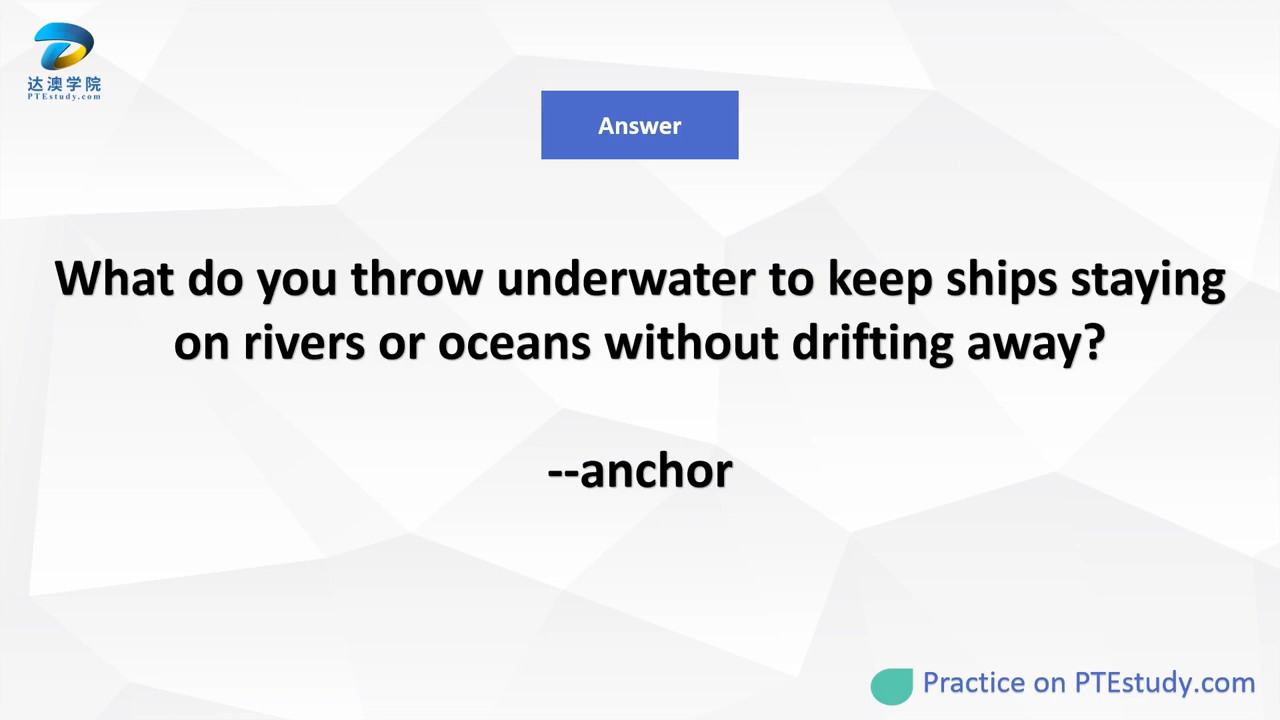 达澳学院
PTEstudy.com
Answer
What do you throw underwater to keep ships staying
on rivers or oceans without drifting away?
--anchor
Practice on PTEstudy.com